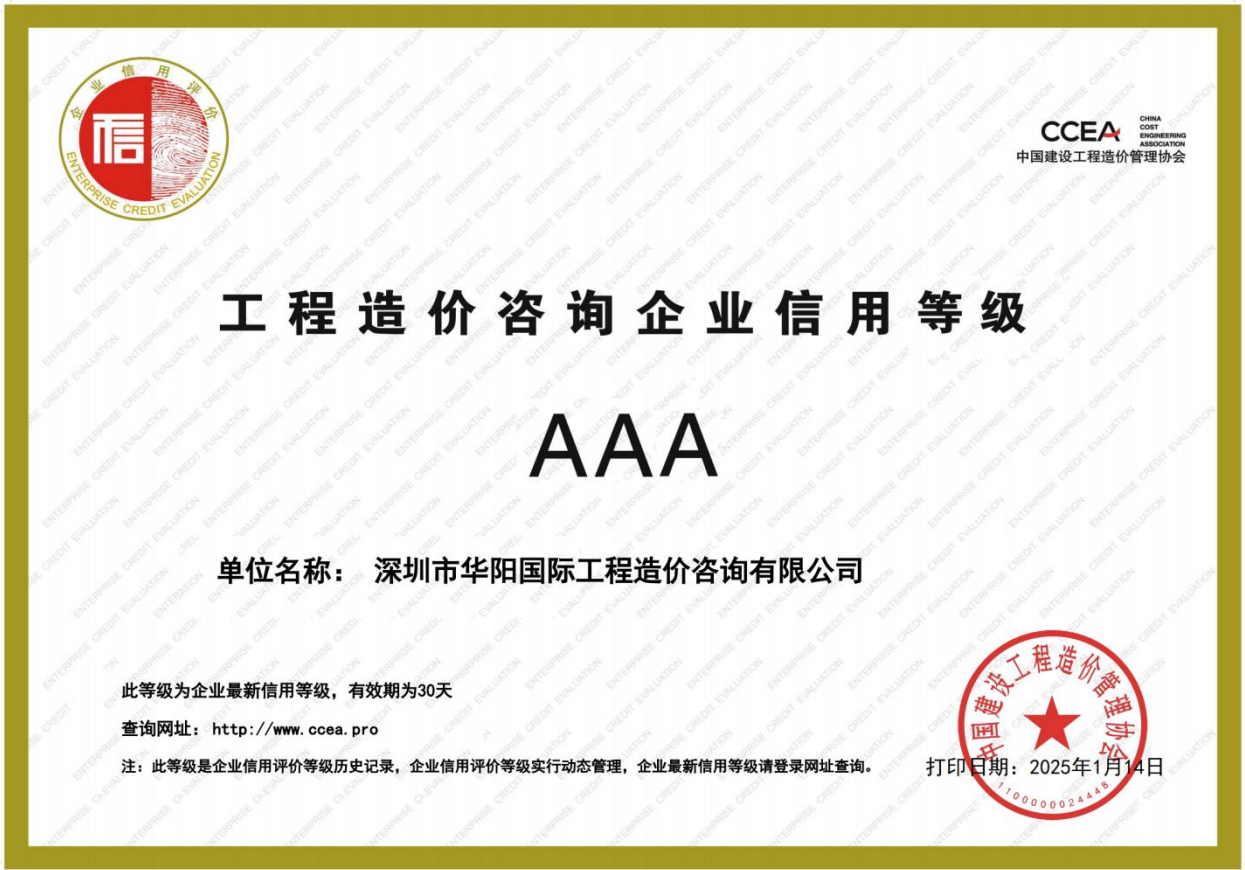 企业信用评价
信
ENTERPRISE CREDIT EVALUATION
CCEA
CHINA
COST
ENGINEERING
ASSOCIATION
中国建设工程造价管理协会
工程造价咨询企业信用等级
AAA
单位名称： 深圳市华阳国际工程造价咨询有限公司
此等级为企业最新信用等级，有效期为30天
查询网址： http://www.ccea.pro
注：此等级是企业信用评价等级历史记录，企业信用评价等级实行动态管理，企业最新信用等级请登录网址查询。
打印日期：2025年1月14日
中国建设工程造价管理协会
1100000024448